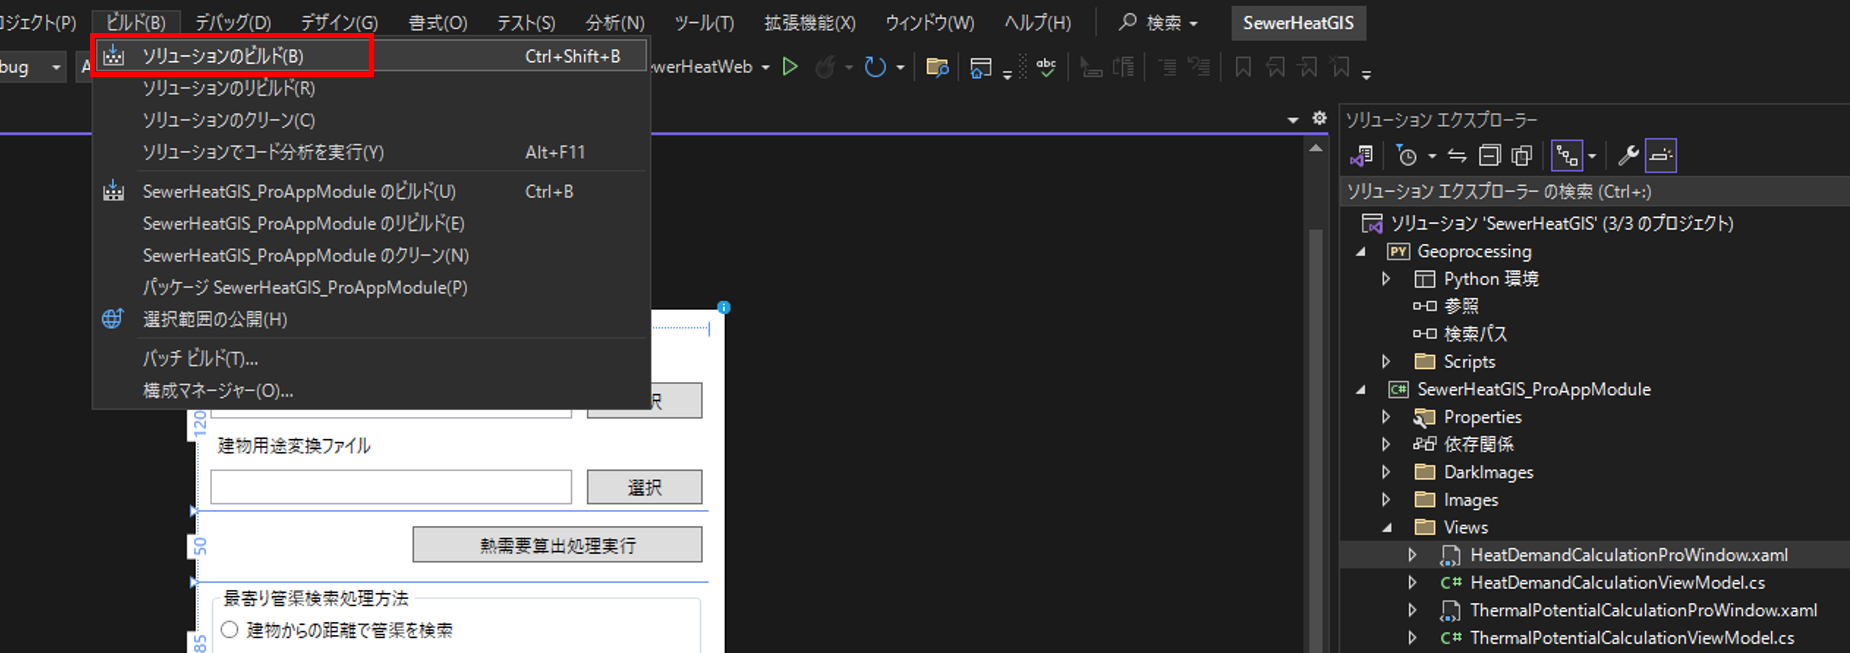 ロジェクト(P) ビルド(B) デバッグ(D) デザイン(G) 書式(O) テスト(S) 分析(N) ツール(T) 拡張機能(X) ウィンドウ(W) ヘルプ(H) 検索 SewerHeatGIS
bug A werHeatWeb abc
ソリューションのビルド(B) Ctrl+Shift+B
ソリューションのリビルド(R)
ソリューションのクリーン(C)
ソリューションでコード分析を実行(Y) Alt+F11
SewerHeatGIS_ProAppModule のビルド(U) Ctrl+B
SewerHeatGIS_ProAppModule のリビルド(E)
SewerHeatGIS_ProAppModule のクリーン(N)
パッケージ SewerHeatGIS_ProAppModule(P)
選択範囲の公開(H)
バッチ ビルド(T)...
構成マネージャー(O)...
択
120
建物用途変換ファイル
選択
50
熱需要算出処理実行
最寄り管渠検索処理方法
建物からの距離で管渠を検索
85
ソリューション エクスプローラー
ソリューション エクスプローラー の検索 (Ctrl+:)
ソリューション 'SewerHeatGIS' (3/3 のプロジェクト)
PY Geoprocessing
Python 環境
参照
検索パス
Scripts
C# SewerHeatGIS_ProAppModule
Properties
依存関係
DarkImages
Images
Views
HeatDemandCalculationProWindow.xaml
C# HeatDemandCalculationViewModel.cs
ThermalPotentialCalculationProWindow.xaml
C# ThermalPotentialCalculationViewModel.cs